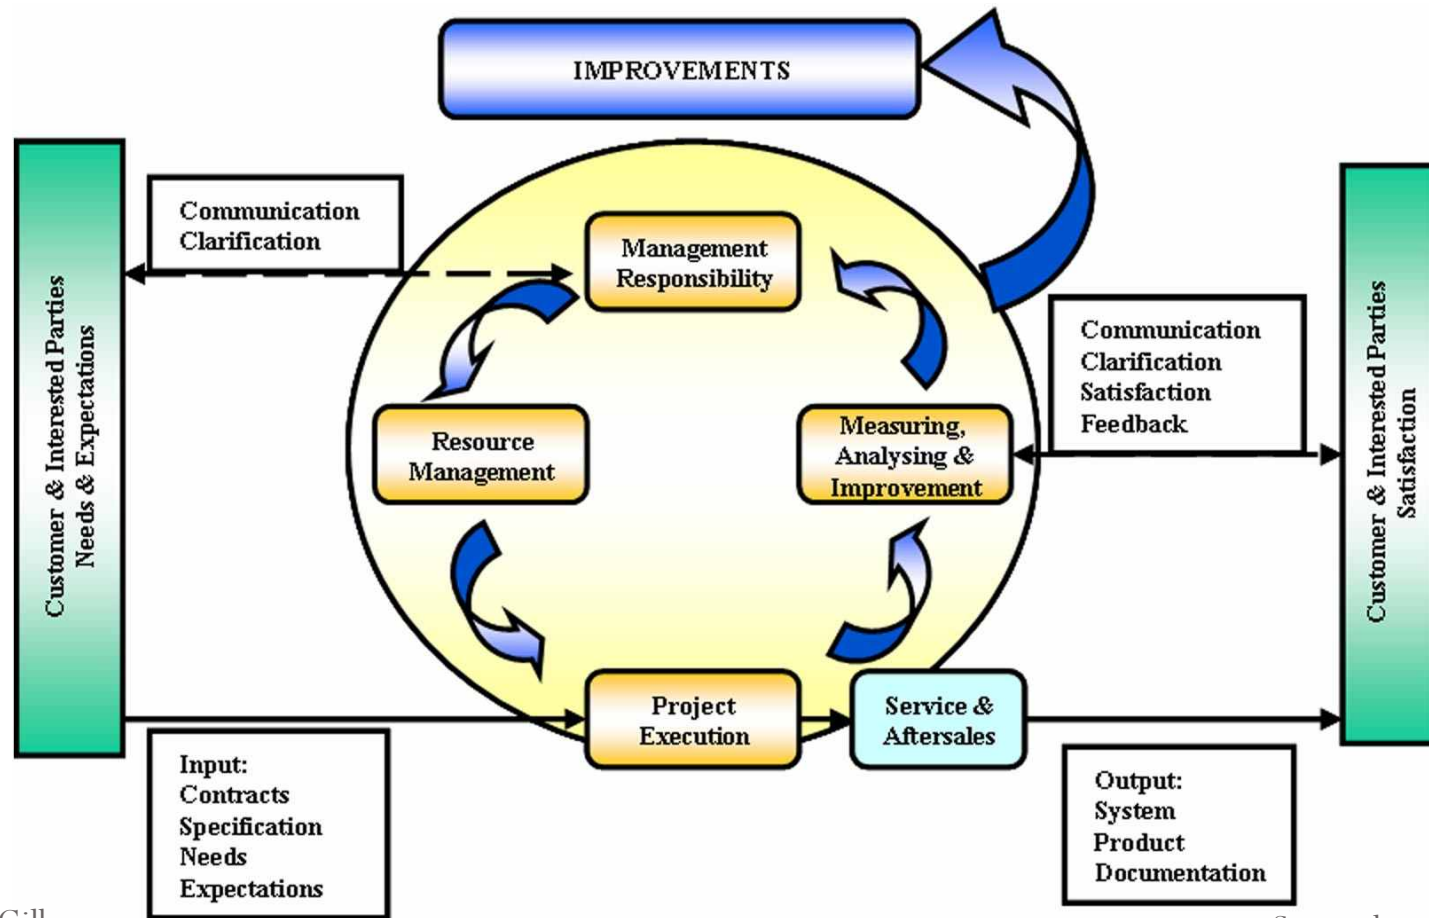 IMPROVEMENTS
Communication
Clarification
Management
Responsibility
Customer & Interested Parties
Needs & Expectations
Communication
Clarification
Satisfaction
Feedback
Customer & Interested Parties
Satisfaction
Resource
Management
Measuring,
Analysing &
Improvement
Project
Execution
Service &
Aftersales
Input:
Contracts
Specification
Needs
Expectations
Output:
System
Product
Documentation
Gill